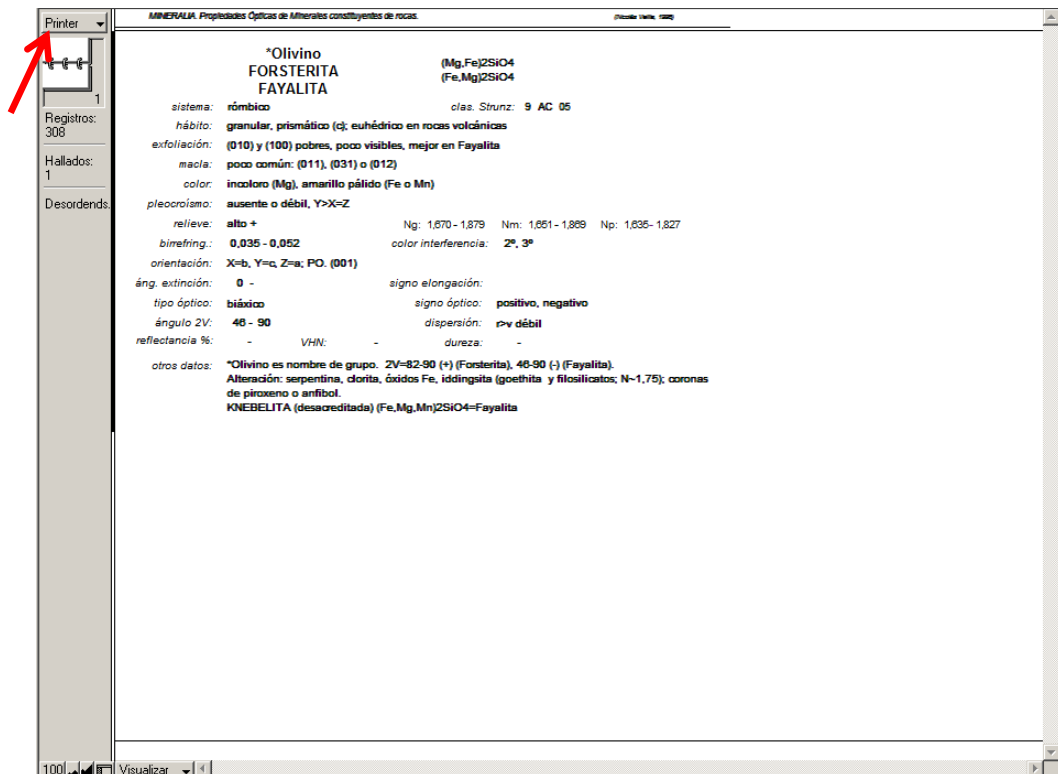 Printer
MINERALIA. Propiedades Ópticas de Minerales constituyentes de rocas.
1
Registros:
308
Hallados:
1
Desordends.
*Olivino
FORSTERITA
FAYALITA
(Mg,Fe)2SiO4
(Fe,Mg)2SiO4
sistema: rómbico clas. Strunz: 9 AC 05
hábito: granular, prismático (c); euhédrico en rocas volcánicas
exfoliación: (010) y (100) pobres, poco visibles, mejor en Fayalita
macla: poco común: (011), (031) o (012)
color: incoloro (Mg), amarillo pálido (Fe o Mn)
pleocroísmo: ausente o débil, Y>X=Z
relieve: alto + Ng: 1,670 - 1,879 Nm: 1,651 - 1,869 Np: 1,635- 1,827
birrefring.: 0,035 - 0,052 color interferencia: 2º, 3º
orientación: X=b, Y=c, Z=a; PO. (001)
áng. extinción: 0 - signo elongación:
tipo óptico: biáxico signo óptico: positivo, negativo
ángulo 2V: 46 - 90 dispersión: r>v débil
reflectancia %: - VHN: - dureza: -
otros datos: *Olivino es nombre de grupo. 2V=82-90 (+) (Forsterita), 46-90 (-) (Fayalita).
Alteración: serpentina, clorita, óxidos Fe, iddingsita (goethita y filosilicatos; N~1,75); coronas
de piroxeno o anfibol.
KNEBELITA (desacreditada) (Fe,Mg,Mn)2SiO4=Fayalita
100 Visualizar